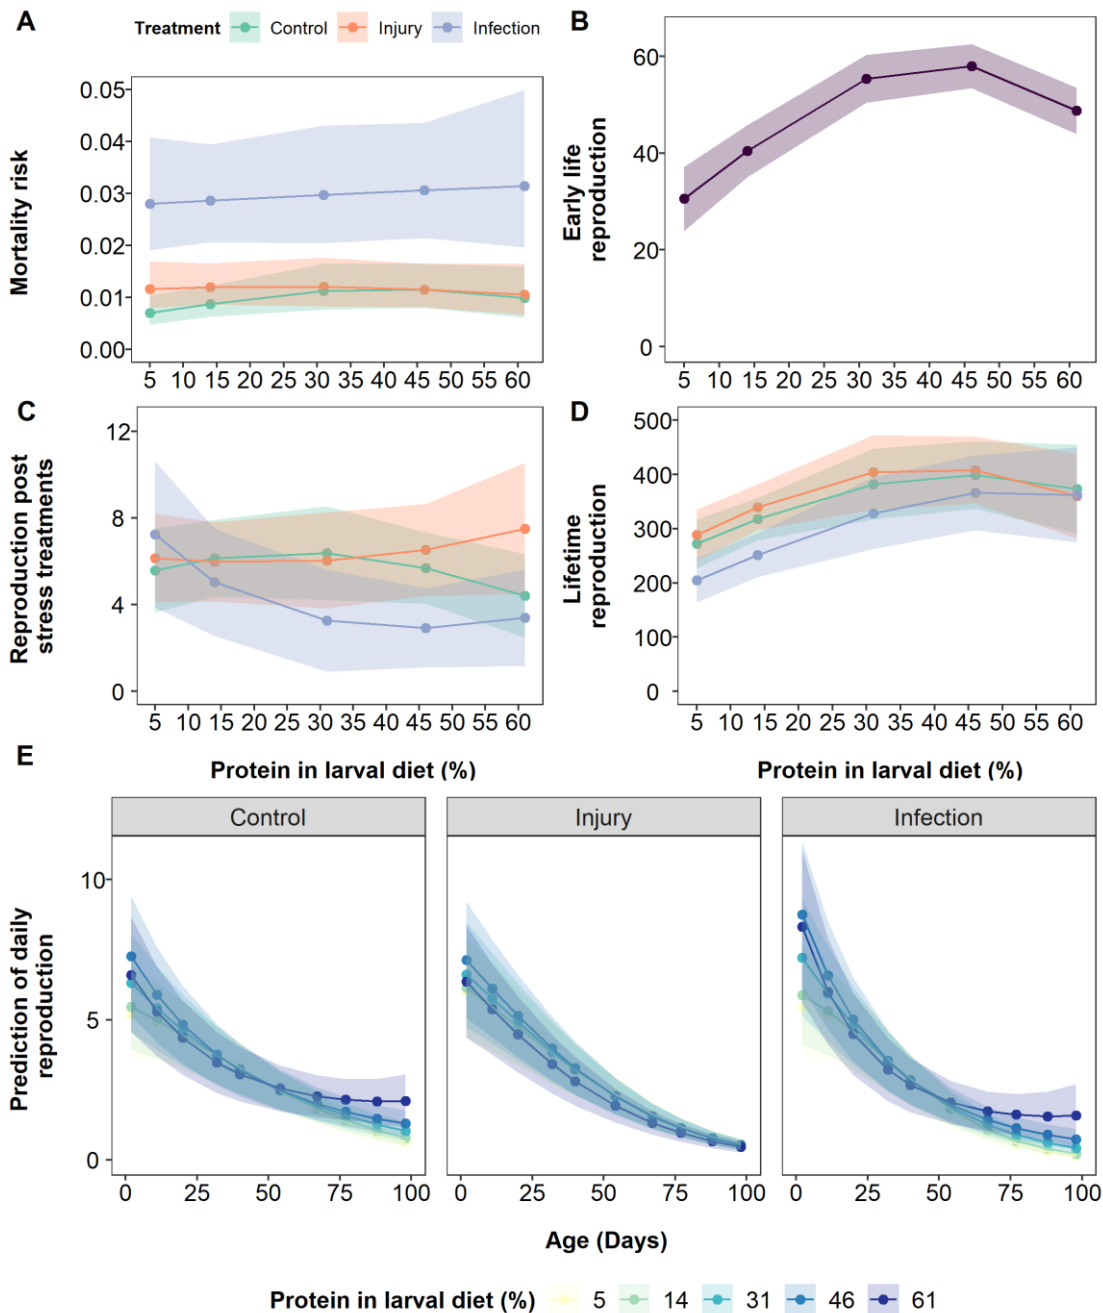 A
Treatment Control Injury Infection
Mortality risk
0.05
0.04
0.03
0.02
0.01
0.00
5 10 15 20 25 30 35 40 45 50 55 60
B
Early life
reproduction
60
40
20
0
5 10 15 20 25 30 35 40 45 50 55 60
C
Reproduction post
stress treatments
12
8
4
0
5 10 15 20 25 30 35 40 45 50 55 60
Protein in larval diet (%)
D
Lifetime
reproduction
500
400
300
200
100
0
5 10 15 20 25 30 35 40 45 50 55 60
Protein in larval diet (%)
E
Control Injury Infection
Prediction of daily
reproduction
10
5
0
0 25 50 75 100 0 25 50 75 100 0 25 50 75 100
Age (Days)
Protein in larval diet (%) 5 14 31 46 61